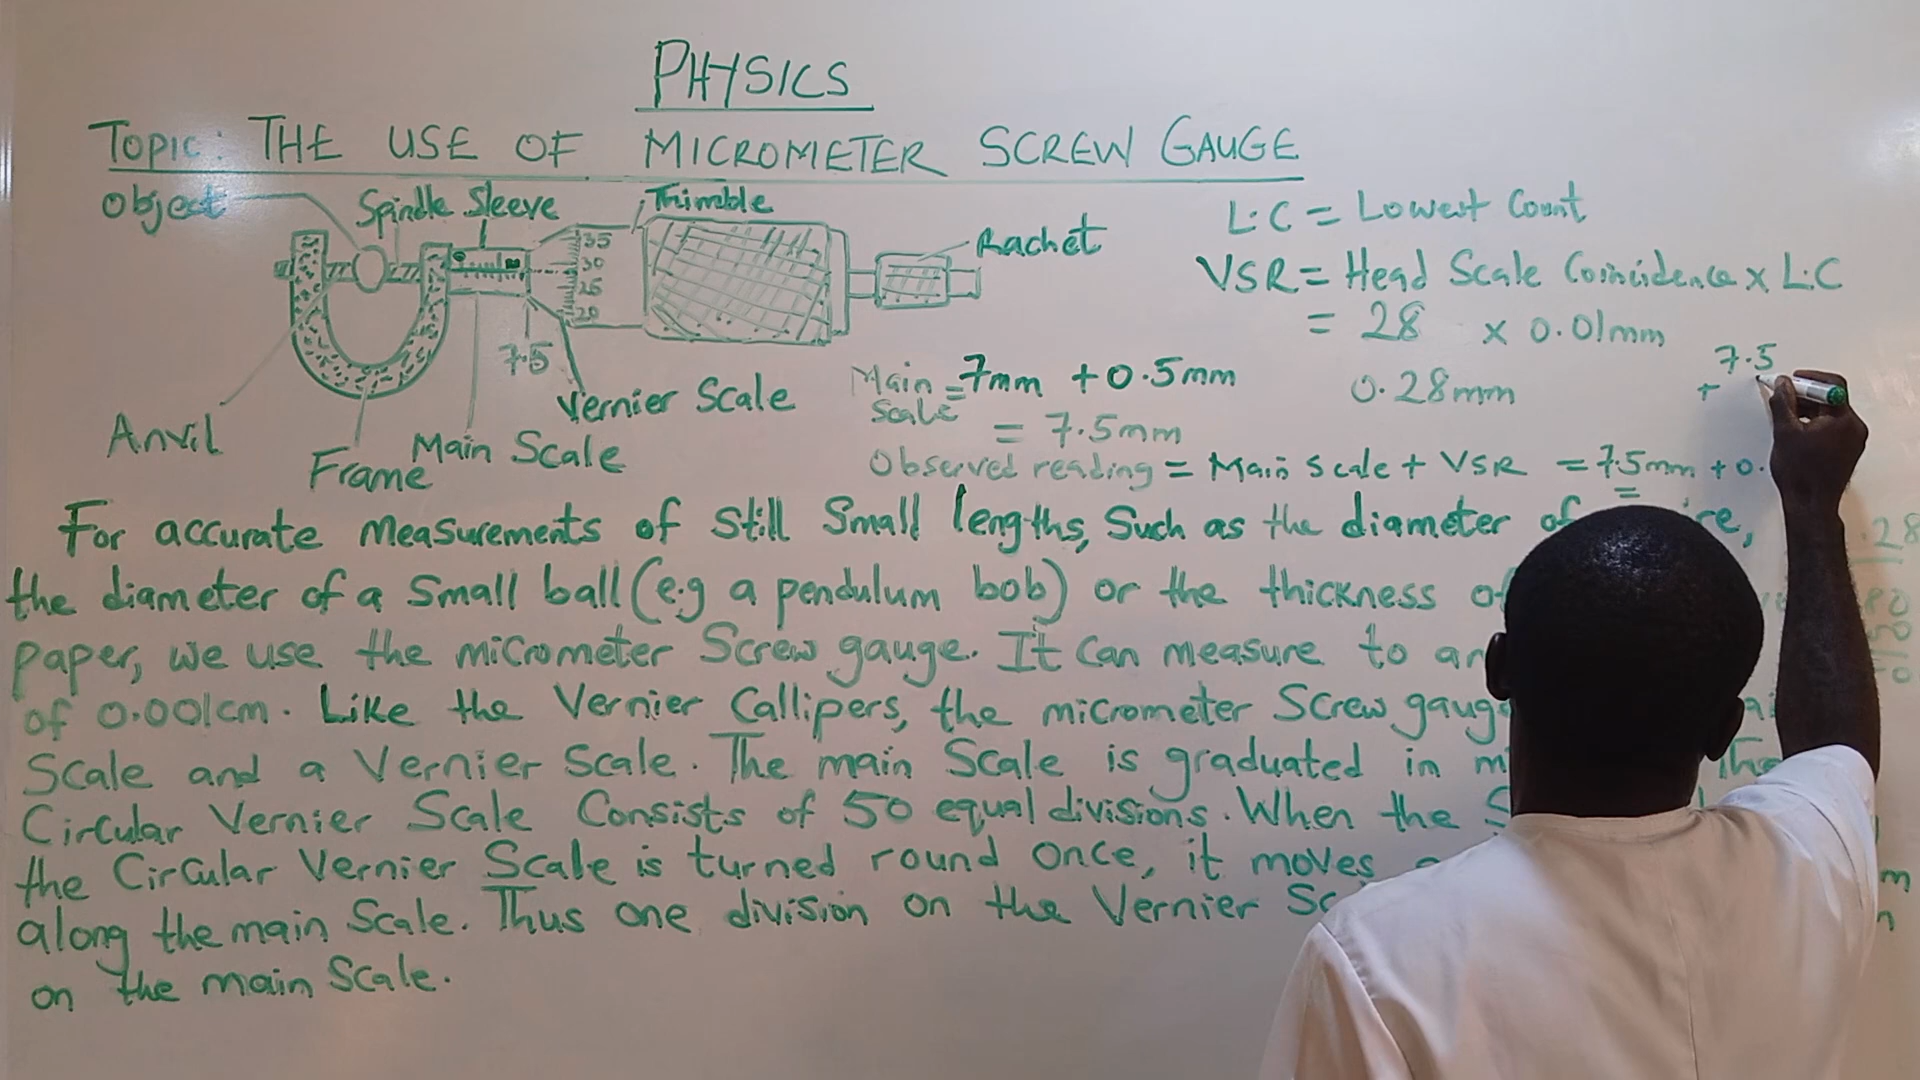 PHYSICS
TOPIC: THE USE OF MICROMETER SCREW GAUGE
Object
Spindle
Sleeve
Thimble
Rachet
35
30
25
20
7.5
Vernier Scale
Anvil
Frame
Main Scale
L.C = Lowest Count
VSR = Head Scale Coincidence x L.C
= 28 x 0.01mm
0.28mm
7.5
+
Main Scale = 7mm + 0.5mm
= 7.5mm
Observed reading = Main Scale + VSR = 7.5mm + 0.
=
For accurate measurements of still small lengths, Such as the diameter of
the diameter of a small ball (e.g a pendulum bob) or the thickness of
paper, we use the micrometer Screw gauge. It can measure to an
of 0.001cm. Like the Vernier Callipers, the micrometer Screw gauge
Scale and a Vernier Scale. The main Scale is graduated in
Circular Vernier Scale Consists of 50 equal divisions. When the
the Circular Vernier Scale is turned round once, it moves
along the main Scale. Thus one division on the Vernier
on the main Scale.